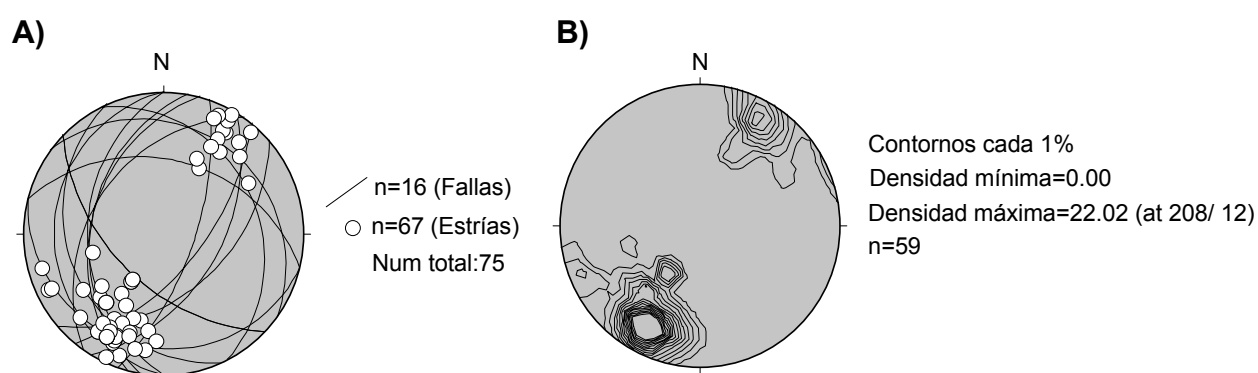 A)
N
n=16 (Fallas)
n=67 (Estrías)
Num total:75
B)
N
Contornos cada 1%
Densidad mínima=0.00
Densidad máxima=22.02 (at 208/ 12)
n=59